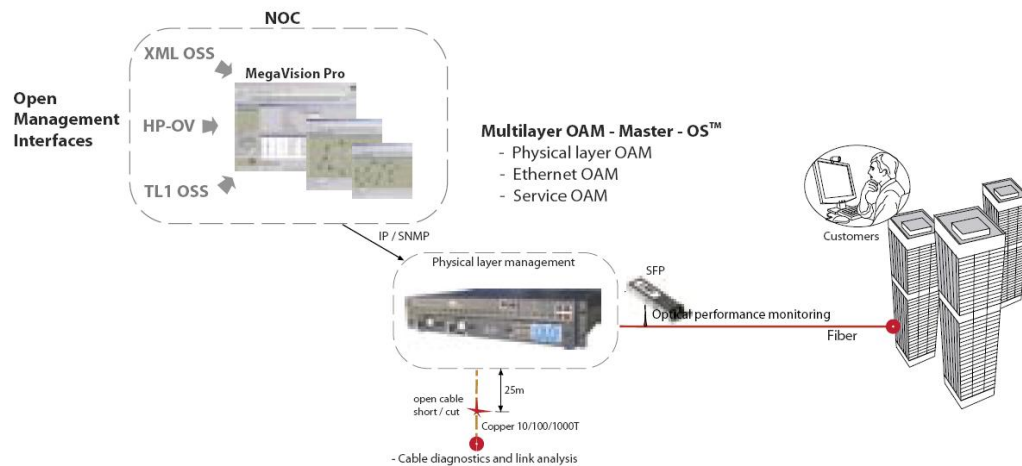 NOC
XML OSS
MegaVision Pro
Open
Management
Interfaces
HP-OV
TL1 OSS
Multilayer OAM - Master - OS™
- Physical layer OAM
- Ethernet OAM
- Service OAM
Customers
IP / SNMP
Physical layer management
SFP
Optical performance monitoring
Fiber
25m
open cable
short / cut
Copper 10/100/1000T
- Cable diagnostics and link analysis